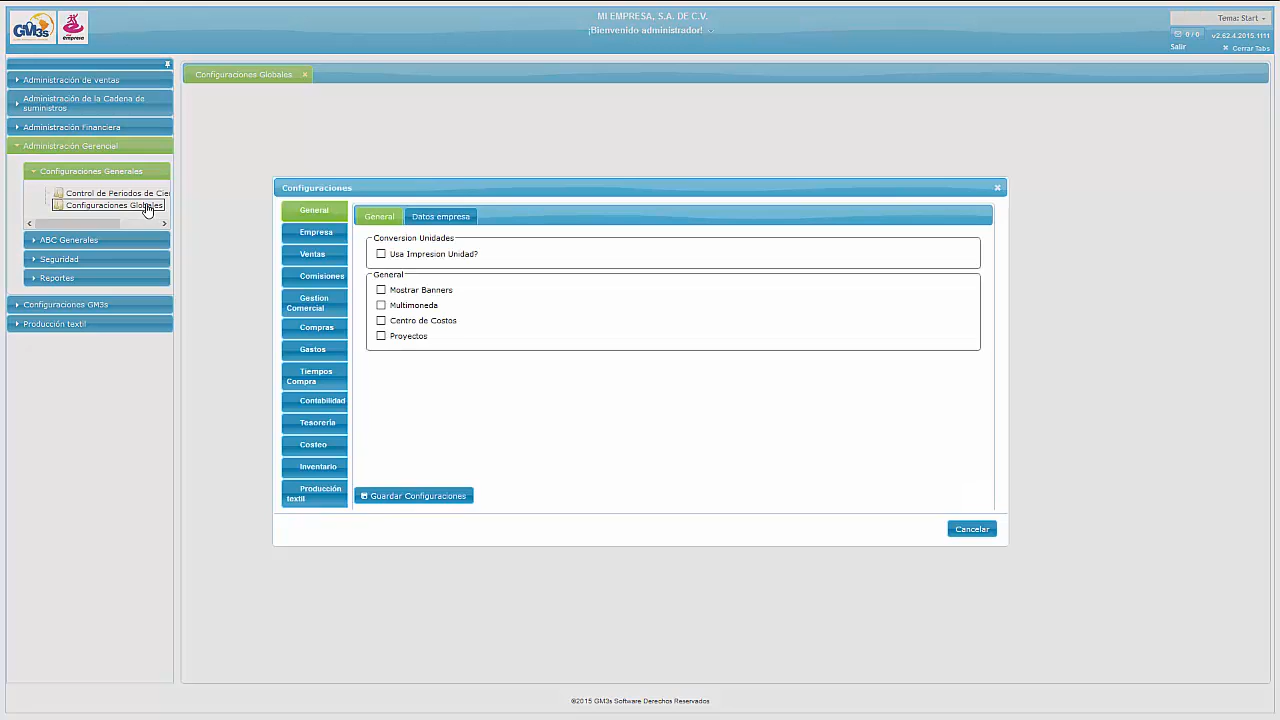 GM3s
MI EMPRESA, S.A. DE C.V.
¡Bienvenido administrador!
Tema: Start
0 / 0
v2.62.4.2015.1111
Salir
Cerrar Tabs
Administración de ventas
Administración de la Cadena de
suministros
Administración Financiera
Administración Gerencial
Configuraciones Generales
Control de Periodos de Cier
Configuraciones Globales
ABC Generales
Seguridad
Reportes
Configuraciones GM3s
Producción textil
Configuraciones Globales
Configuraciones
General
Empresa
Ventas
Comisiones
Gestion
Comercial
Compras
Gastos
Tiempos
Compra
Contabilidad
Tesorería
Costeo
Inventario
Producción
textil
General
Datos empresa
Conversion Unidades
Usa Impresion Unidad?
General
Mostrar Banners
Multimoneda
Centro de Costos
Proyectos
Guardar Configuraciones
Cancelar
©2015 GM3s Software Derechos Reservados